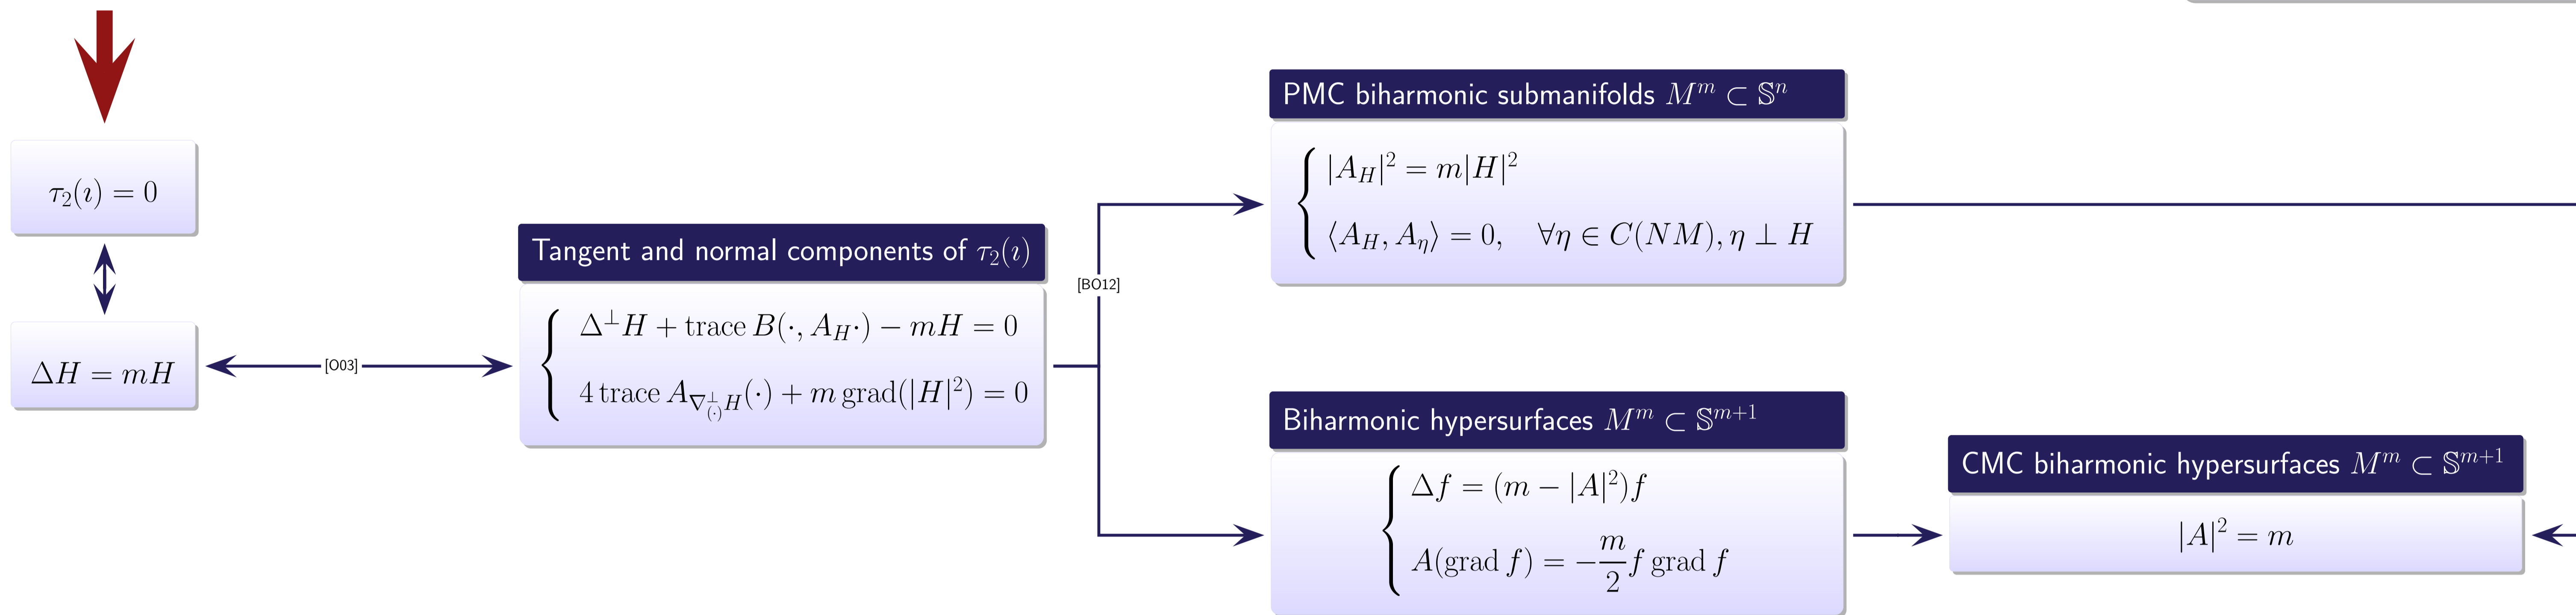 τ₂(ı) = 0
ΔH = mH
[O03]
Tangent and normal components of τ₂(ı)
Δ^⊥ H + trace B(·, A_H ·) − mH = 0
4 trace A_{∇^⊥_{(·)} H}(·) + m grad(|H|²) = 0
[BO12]
PMC biharmonic submanifolds M^m ⊂ 𝕊^n
|A_H|² = m|H|²
⟨A_H, A_η⟩ = 0, ∀η ∈ C(NM), η ⊥ H
Biharmonic hypersurfaces M^m ⊂ 𝕊^{m+1}
Δf = (m − |A|²)f
A(grad f) = −\frac{m}{2} f grad f
CMC biharmonic hypersurfaces M^m ⊂ 𝕊^{m+1}
|A|² = m